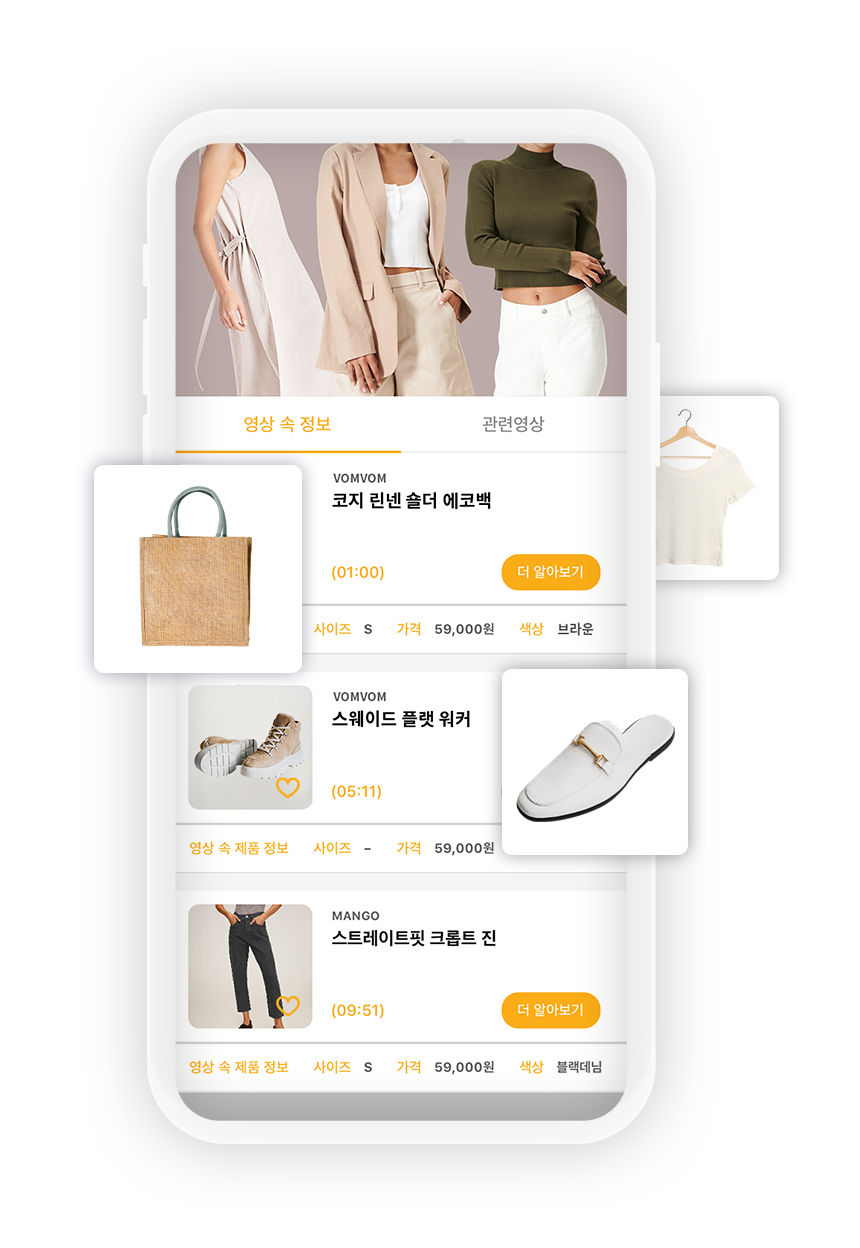 영상 속 정보 관련영상
VOMVOM
코지 린넨 숄더 에코백
(01:00) 더 알아보기
사이즈 S 가격 59,000원 색상 브라운
VOMVOM
스웨이드 플랫 워커
(05:11)
영상 속 제품 정보 사이즈 – 가격 59,000원
MANGO
스트레이트핏 크롭트 진
(09:51) 더 알아보기
영상 속 제품 정보 사이즈 S 가격 59,000원 색상 블랙데님